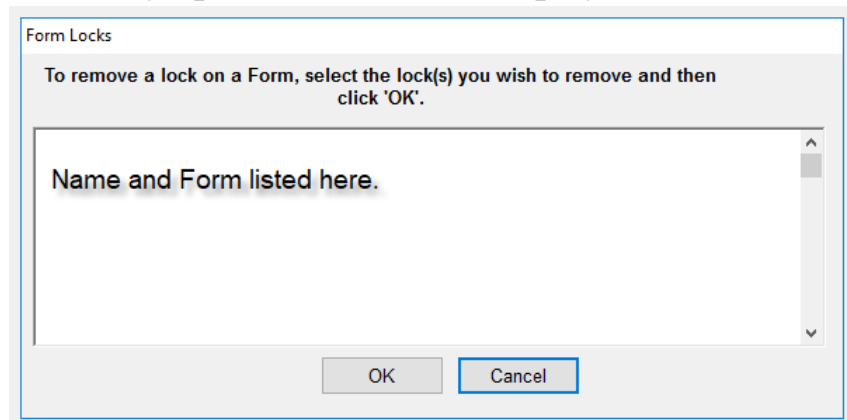 Form Locks
To remove a lock on a Form, select the lock(s) you wish to remove and then
click 'OK'.
Name and Form listed here.
OK
Cancel